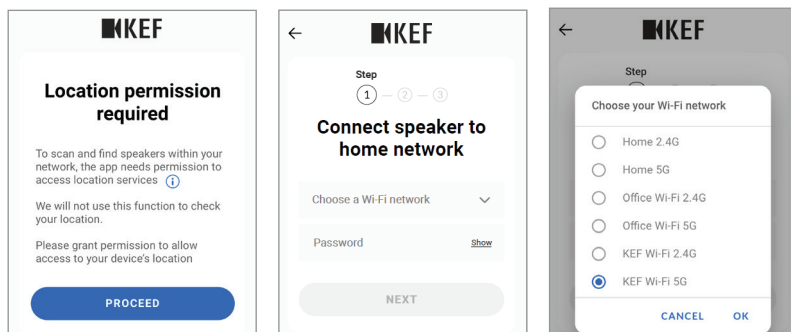 KEF
Location permission
required
To scan and find speakers within your
network, the app needs permission to
access location services
We will not use this function to check
your location.
Please grant permission to allow
access to your device's location
PROCEED
KEF
Step
1 2 3
Connect speaker to
home network
Choose a Wi-Fi network
Password Show
NEXT
KEF
Step
Choose your Wi-Fi network
Home 2.4G
Home 5G
Office Wi-Fi 2.4G
Office Wi-Fi 5G
KEF Wi-Fi 2.4G
KEF Wi-Fi 5G
CANCEL OK